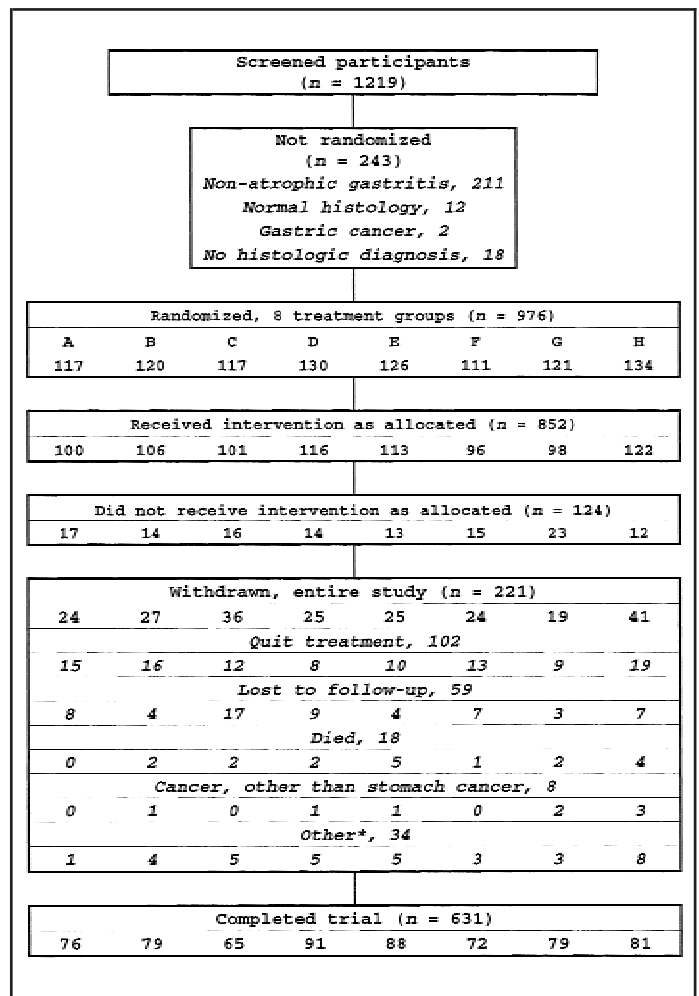 Screened participants
(n = 1219)
Not randomized
(n = 243)
Non-atrophic gastritis, 211
Normal histology, 12
Gastric cancer, 2
No histologic diagnosis, 18
Randomized, 8 treatment groups (n = 976)
A B C D E F G H
117 120 117 130 126 111 121 134
Received intervention as allocated (n = 852)
100 106 101 116 113 96 98 122
Did not receive intervention as allocated (n = 124)
17 14 16 14 13 15 23 12
Withdrawn, entire study (n = 221)
24 27 36 25 25 24 19 41
Quit treatment, 102
15 16 12 8 10 13 9 19
Lost to follow-up, 59
8 4 17 9 4 7 3 7
Died, 18
0 2 2 2 5 1 2 4
Cancer, other than stomach cancer, 8
0 1 0 1 1 0 2 3
Other*, 34
1 4 5 5 5 3 3 8
Completed trial (n = 631)
76 79 65 91 88 72 79 81